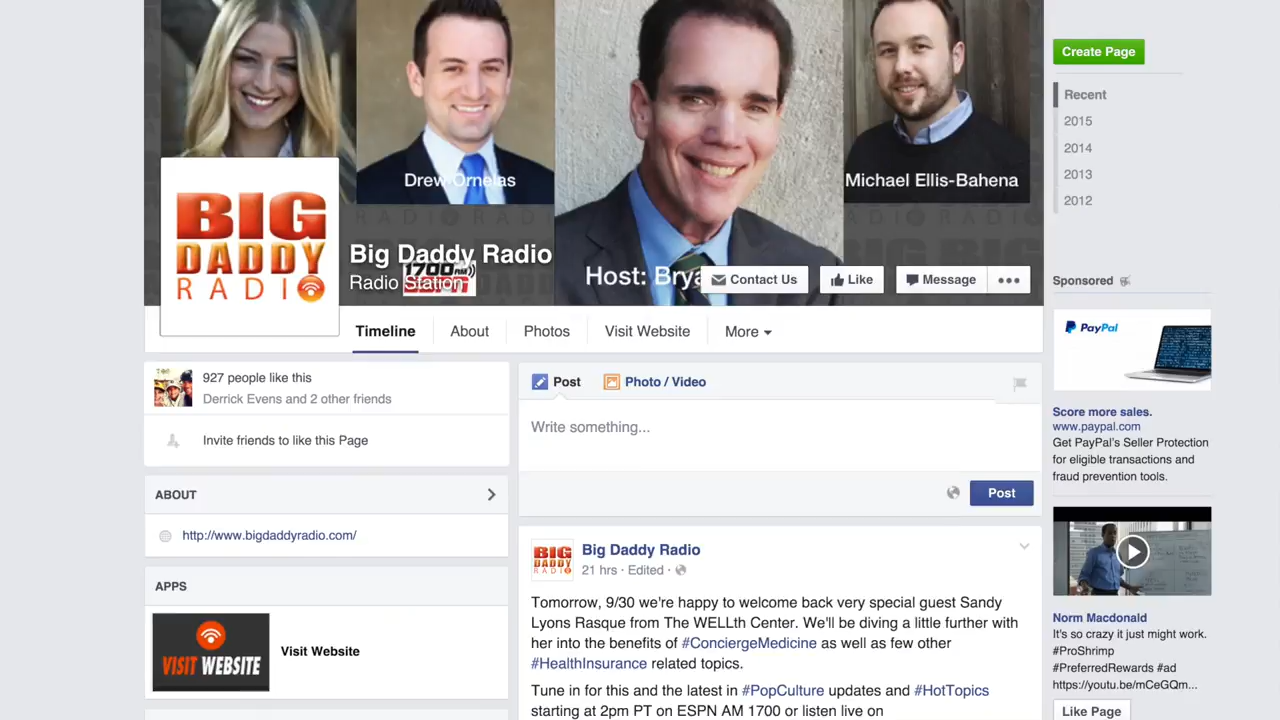 Drew Ornelas
Michael Ellis-Bahena
BIG
DADDY
RADIO
Big Daddy Radio
1700 AM
Radio Station
Host: Brya
Contact Us
Like
Message
Timeline
About
Photos
Visit Website
More
927 people like this
Derrick Evens and 2 other friends
Invite friends to like this Page
ABOUT
http://www.bigdaddyradio.com/
APPS
VISIT WEBSITE
Visit Website
Post
Photo / Video
Write something...
Post
BIG
DADDY
RADIO
Big Daddy Radio
21 hrs · Edited ·
Tomorrow, 9/30 we're happy to welcome back very special guest Sandy
Lyons Rasque from The WELLth Center. We'll be diving a little further with
her into the benefits of #ConciergeMedicine as well as few other
#HealthInsurance related topics.
Tune in for this and the latest in #PopCulture updates and #HotTopics
starting at 2pm PT on ESPN AM 1700 or listen live on
Create Page
Recent
2015
2014
2013
2012
Sponsored
PayPal
Score more sales.
www.paypal.com
Get PayPal's Seller Protection
for eligible transactions and
fraud prevention tools.
Norm Macdonald
It's so crazy it just might work.
#ProShrimp
#PreferredRewards #ad
https://youtu.be/mCeGQm...
Like Page